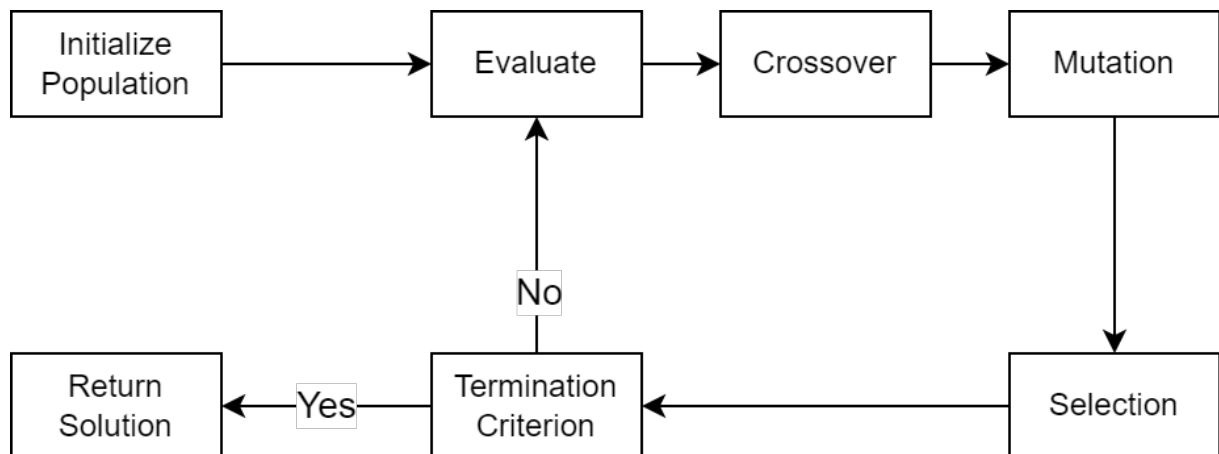 Initialize
Population
Evaluate
Crossover
Mutation
No
Return
Solution
Yes
Termination
Criterion
Selection